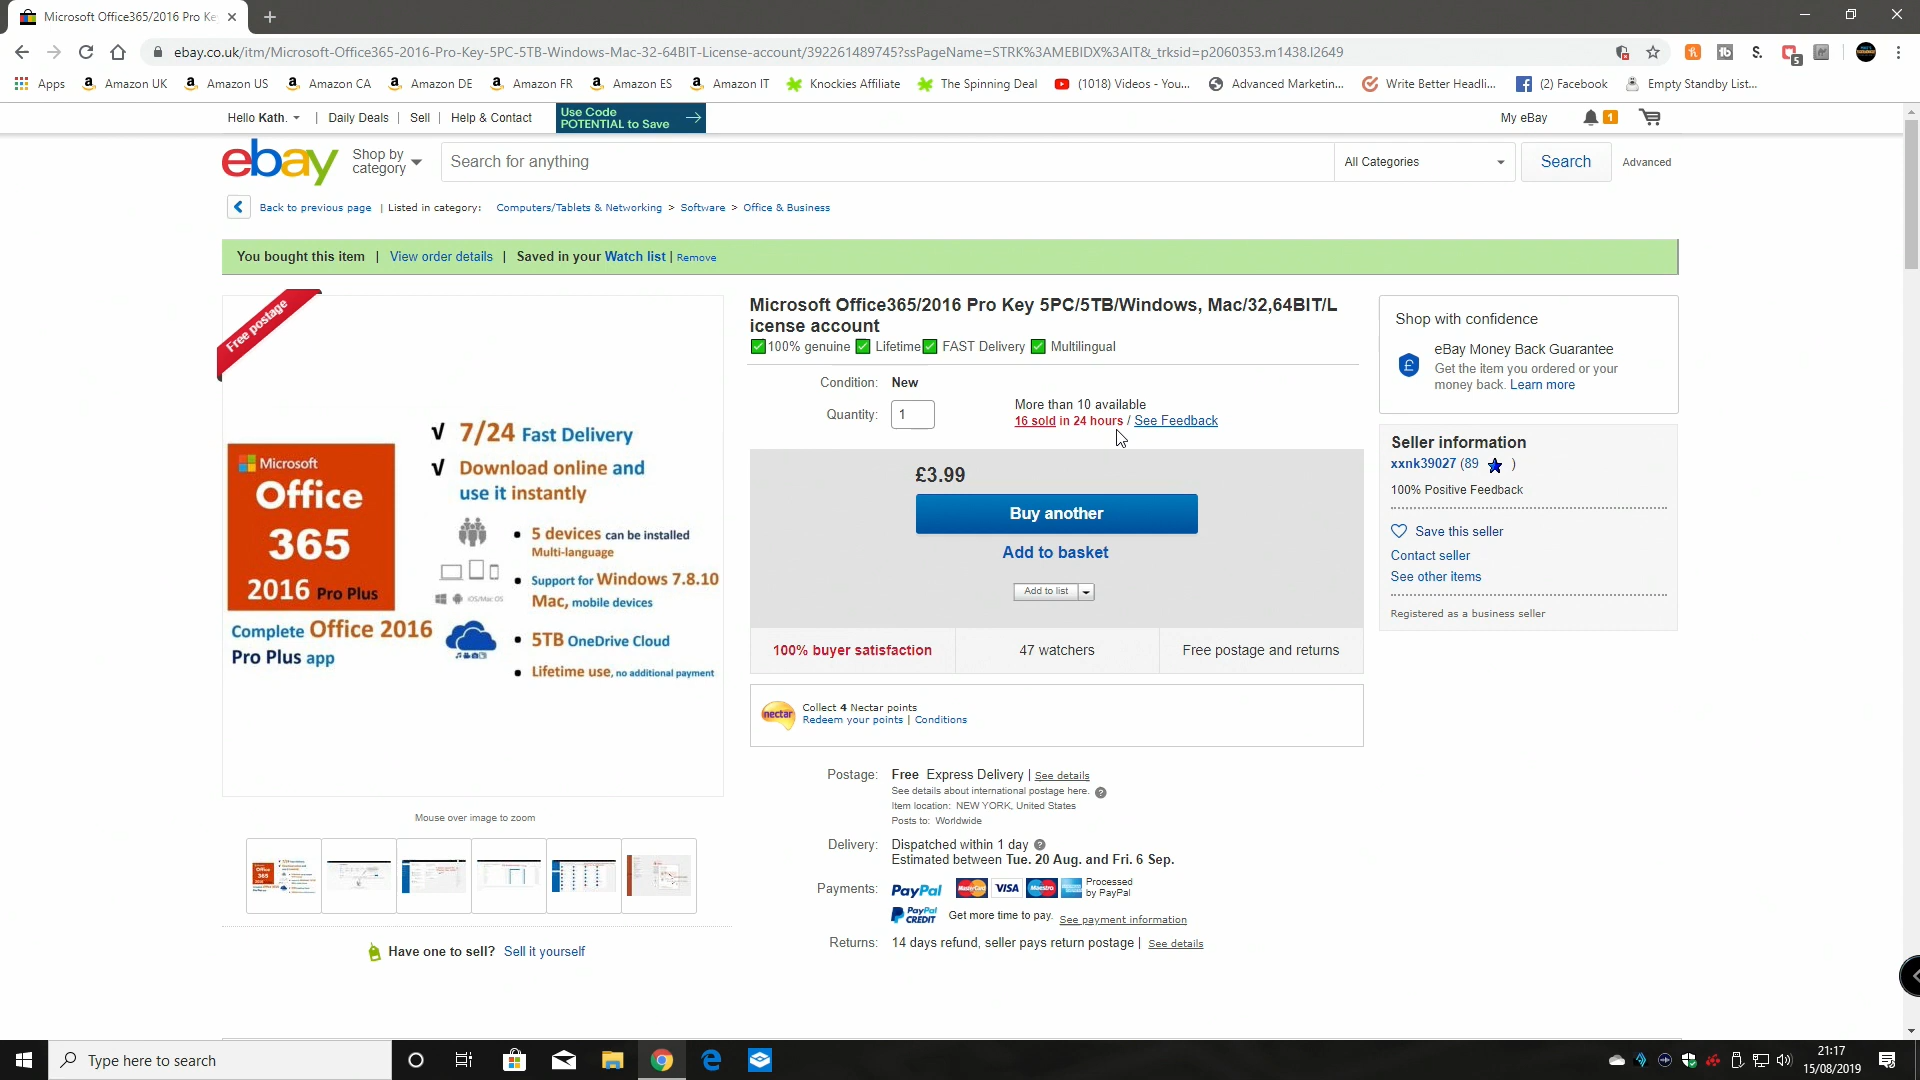 Microsoft Office365/2016 Pro Ke
ebay.co.uk/itm/Microsoft-Office365-2016-Pro-Key-5PC-5TB-Windows-Mac-32-64BIT-License-account/392261489745?ssPageName=STRK%3AMEBIDX%3AIT&_trksid=p2060353.m1438.l2649
Apps Amazon UK Amazon US Amazon CA Amazon DE Amazon FR Amazon ES Amazon IT Knockies Affiliate The Spinning Deal (1018) Videos - You... Advanced Marketin... Write Better Headli... (2) Facebook Empty Standby List...
Hello Kath. | Daily Deals | Sell | Help & Contact
Use Code
POTENTIAL to Save
My eBay 1
ebay
Shop by
category
Search for anything
All Categories
Search
Advanced
Back to previous page | Listed in category: Computers/Tablets & Networking > Software > Office & Business
You bought this item | View order details | Saved in your Watch list | Remove
Free postage
Microsoft
Office
365
2016 Pro Plus
Complete Office 2016
Pro Plus app
√ 7/24 Fast Delivery
√ Download online and
use it instantly
• 5 devices can be installed
Multi-language
• Support for Windows 7.8.10
Mac, mobile devices
iOS/Mac OS
• 5TB OneDrive Cloud
• Lifetime use, no additional payment
Mouse over image to zoom
Have one to sell? Sell it yourself
Microsoft Office365/2016 Pro Key 5PC/5TB/Windows, Mac/32,64BIT/L
icense account
✅100% genuine ✅ Lifetime✅ FAST Delivery ✅ Multilingual
Condition: New
Quantity: 1
More than 10 available
16 sold in 24 hours / See Feedback
£3.99
Buy another
Add to basket
Add to list
100% buyer satisfaction
47 watchers
Free postage and returns
nectar
Collect 4 Nectar points
Redeem your points | Conditions
Postage: Free Express Delivery | See details
See details about international postage here.
Item location: NEW YORK, United States
Posts to: Worldwide
Delivery: Dispatched within 1 day
Estimated between Tue. 20 Aug. and Fri. 6 Sep.
Payments: PayPal MasterCard VISA Maestro Processed
by PayPal
PayPal
CREDIT
Get more time to pay. See payment information
Returns: 14 days refund, seller pays return postage | See details
Shop with confidence
eBay Money Back Guarantee
Get the item you ordered or your
money back. Learn more
Seller information
xxnk39027 (89 )
100% Positive Feedback
Save this seller
Contact seller
See other items
Registered as a business seller
Type here to search
21:17
15/08/2019